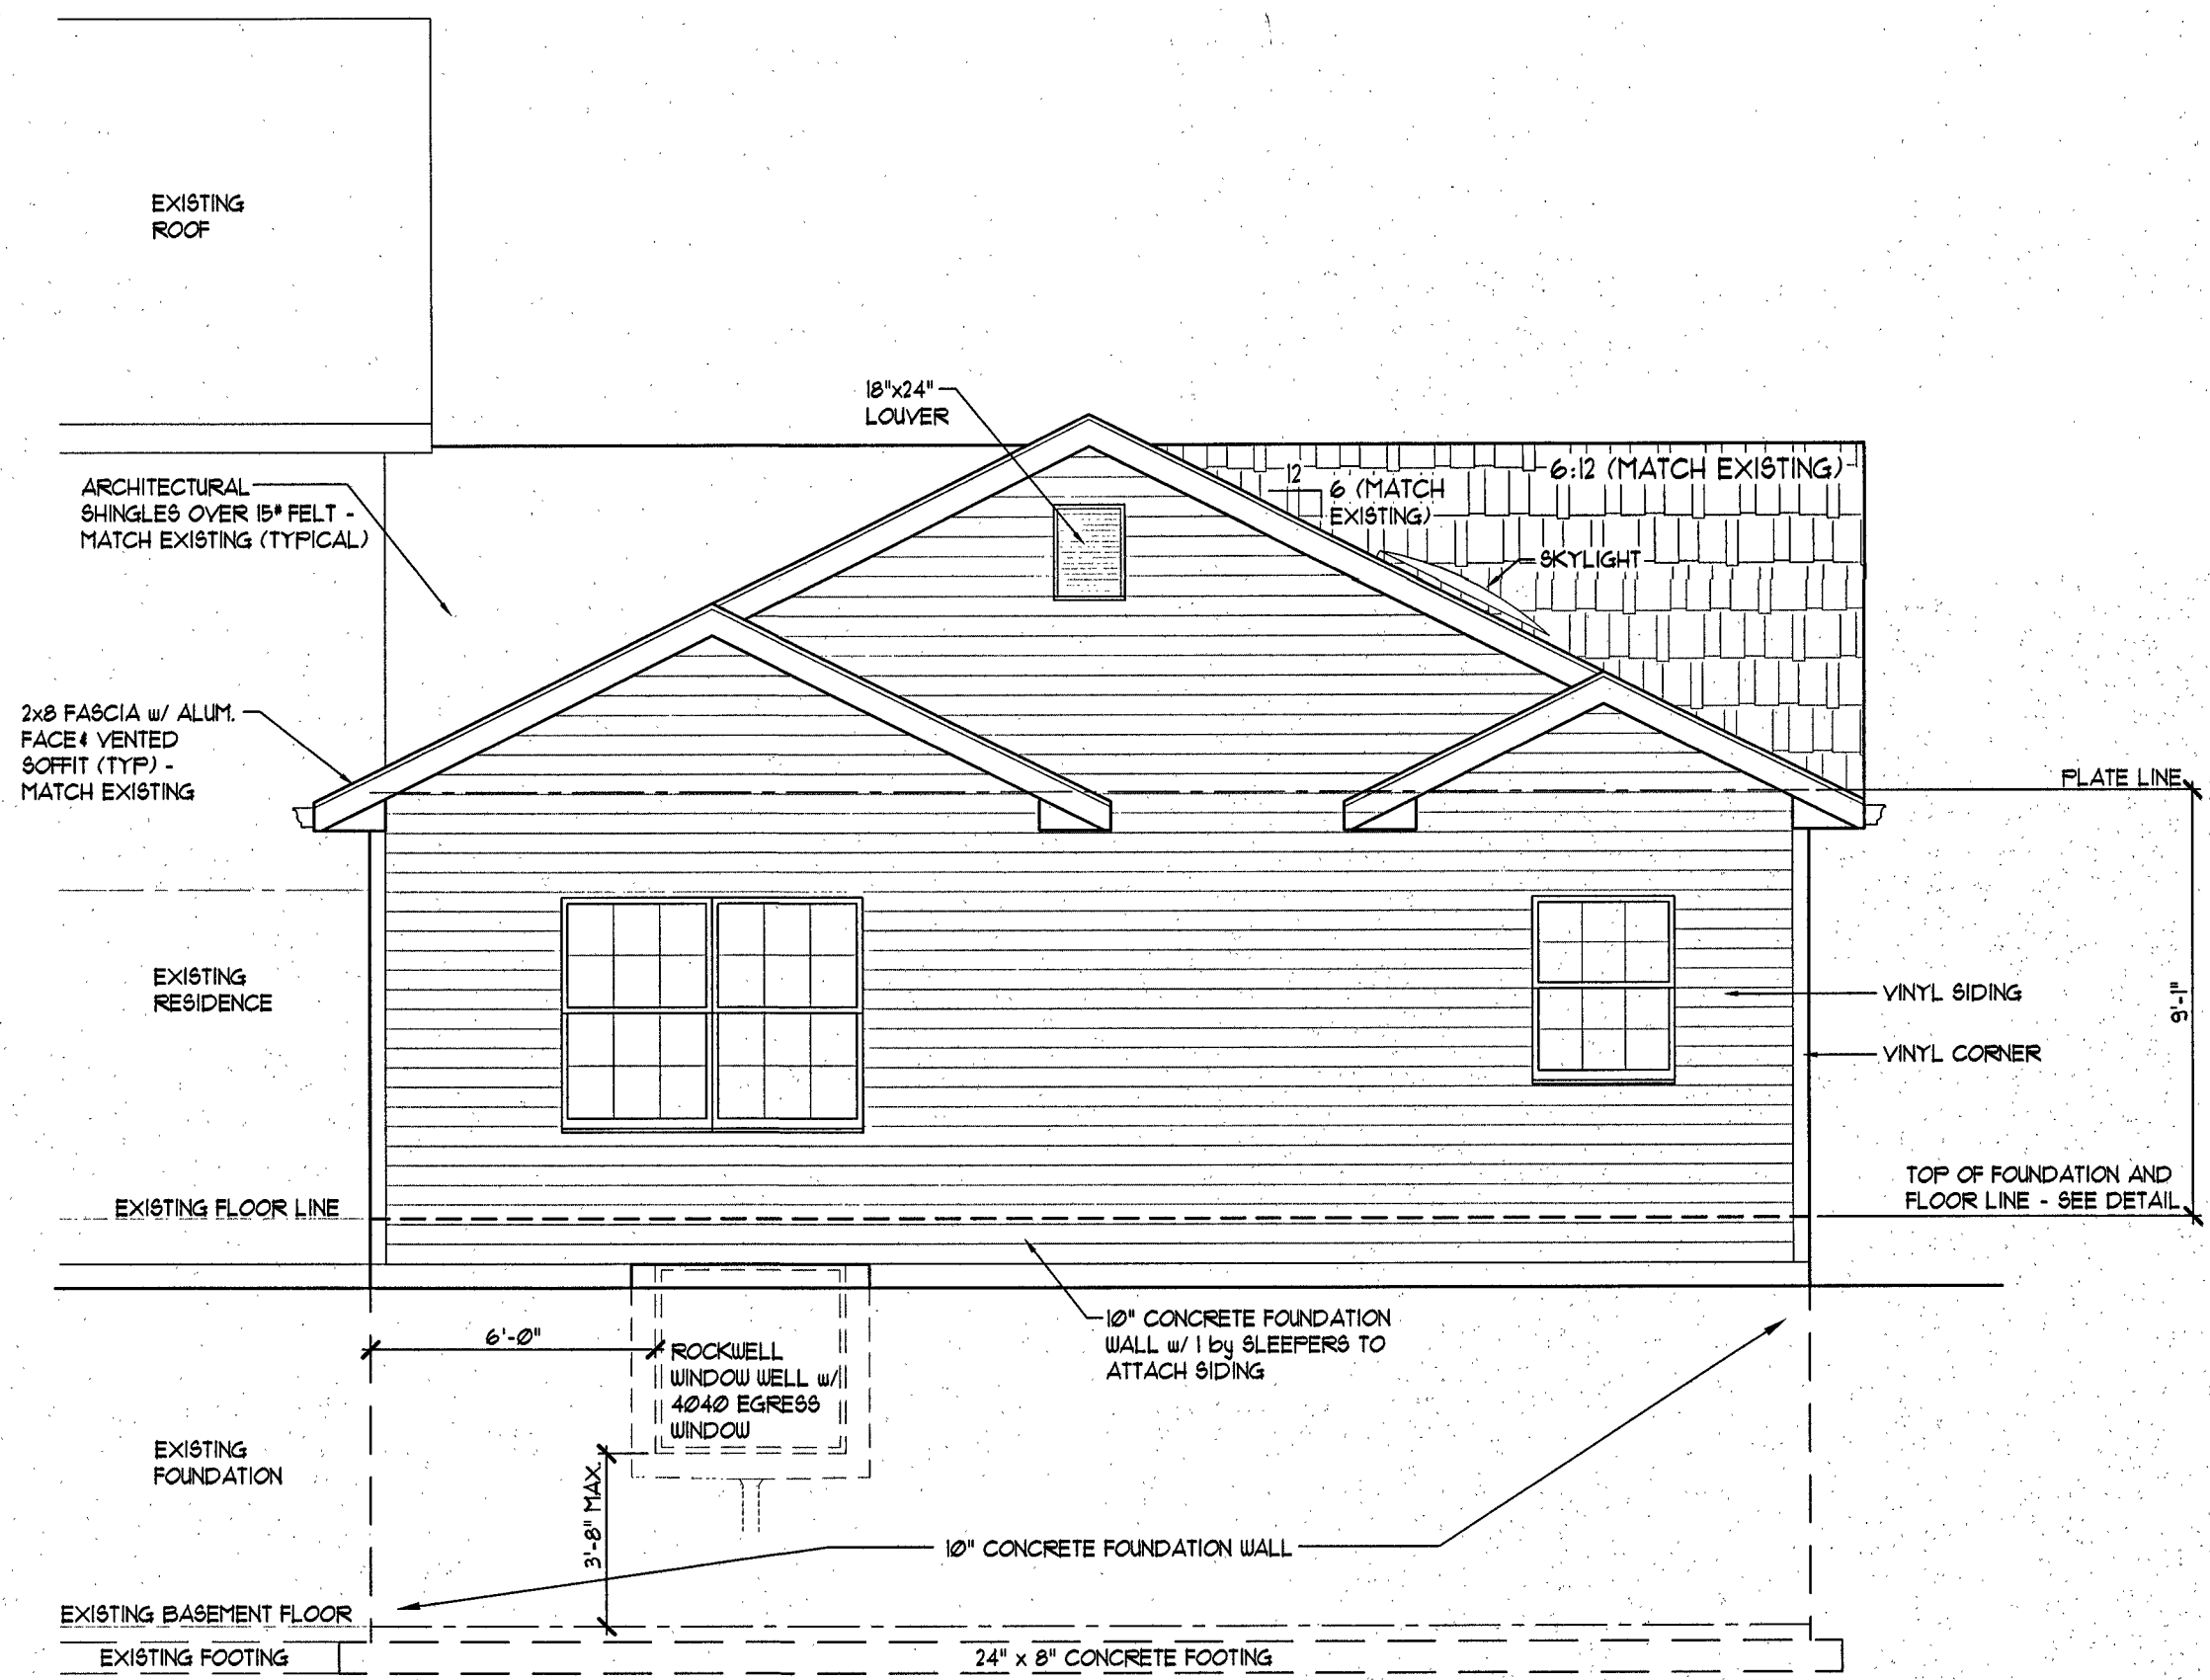 EXISTING
ROOF
18"x24"
LOUVER
12
6 (MATCH
EXISTING)
6:12 (MATCH EXISTING)
SKYLIGHT
ARCHITECTURAL
SHINGLES OVER 15# FELT -
MATCH EXISTING (TYPICAL)
2x8 FASCIA w/ ALUM.
FACE & VENTED
SOFFIT (TYP) -
MATCH EXISTING
PLATE LINE
EXISTING
RESIDENCE
VINYL SIDING
9'-1"
VINYL CORNER
EXISTING FLOOR LINE
TOP OF FOUNDATION AND
FLOOR LINE - SEE DETAIL
6'-0"
ROCKWELL
WINDOW WELL w/
4040 EGRESS
WINDOW
10" CONCRETE FOUNDATION
WALL w/ 1 by SLEEPERS TO
ATTACH SIDING
EXISTING
FOUNDATION
3'-8" MAX.
10" CONCRETE FOUNDATION WALL
EXISTING BASEMENT FLOOR
EXISTING FOOTING
24" x 8" CONCRETE FOOTING